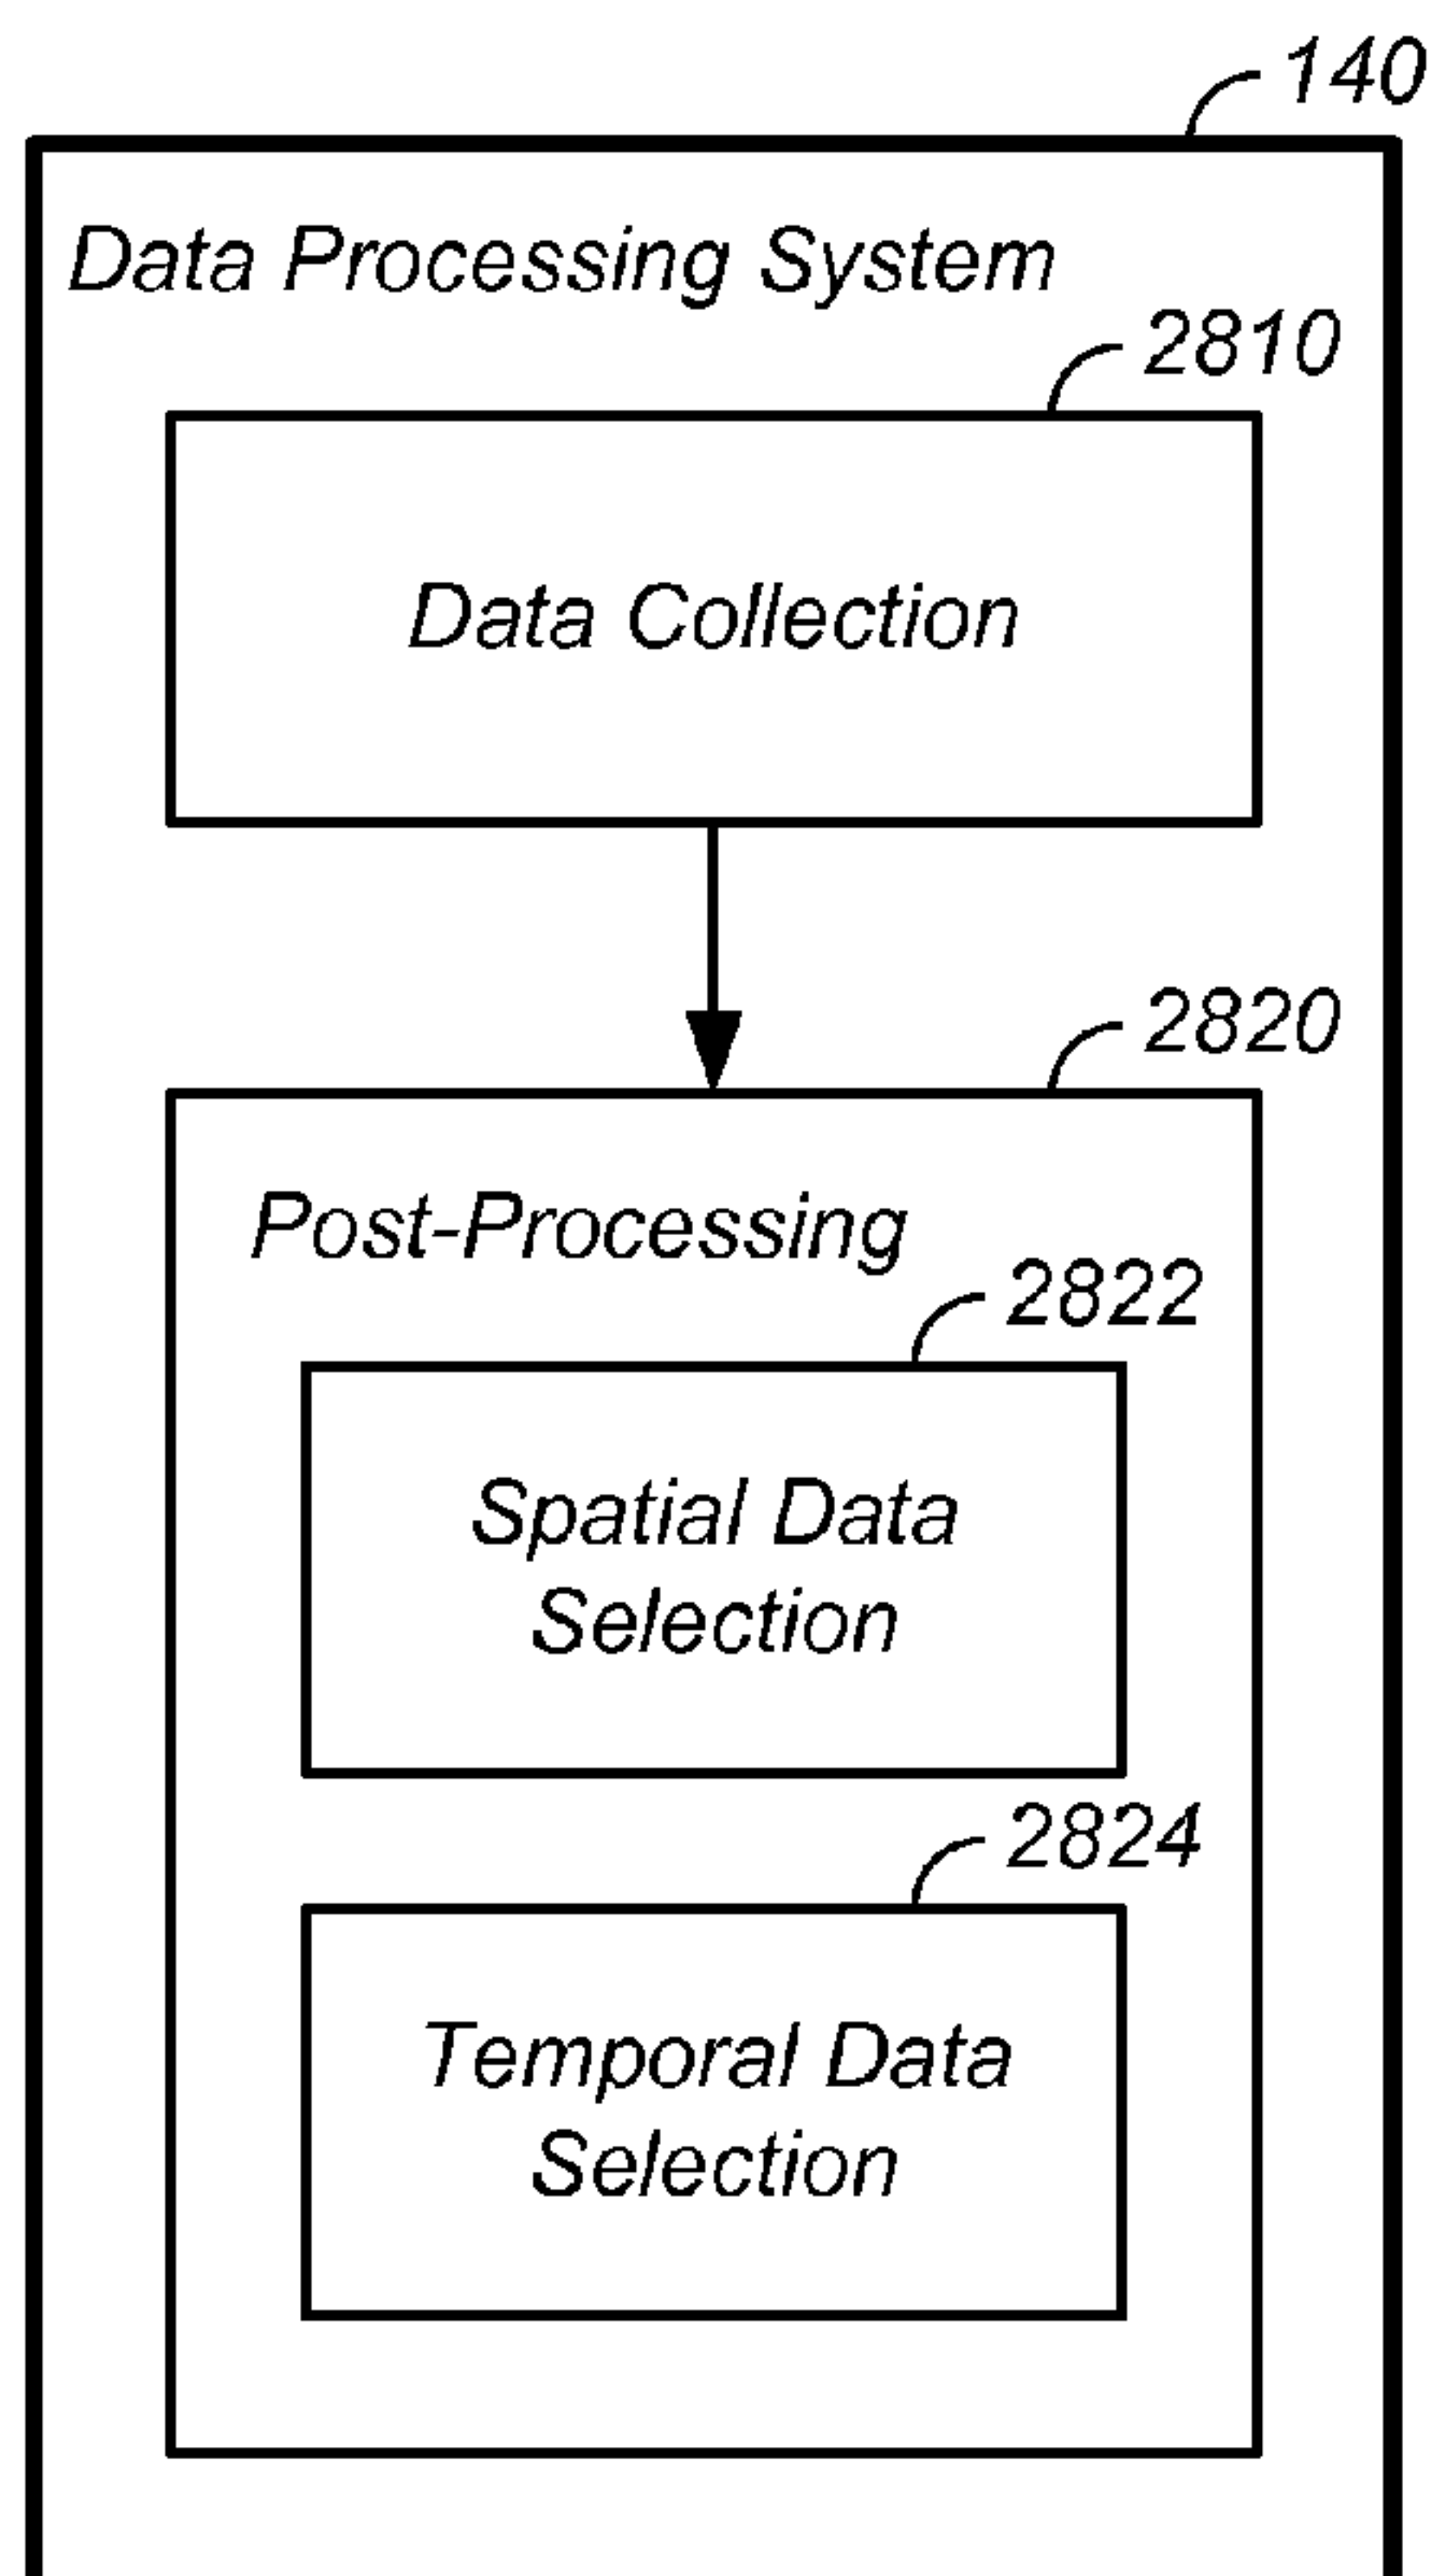 140
Data Processing System
2810
Data Collection
2820
Post-Processing
2822
Spatial Data
Selection
2824
Temporal Data
Selection